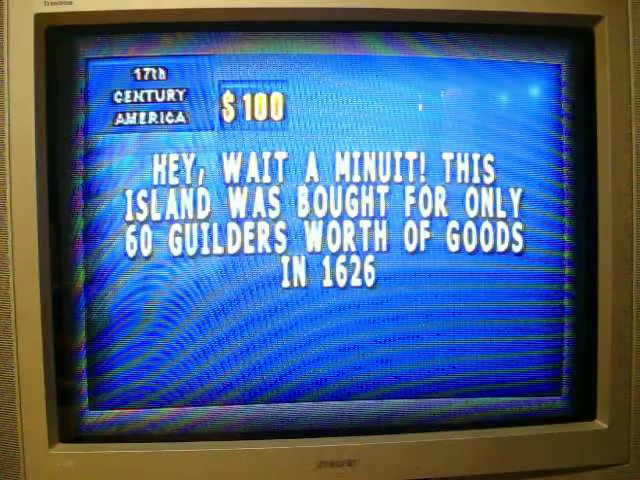 17th
CENTURY
AMERICA
$100
HEY, WAIT A MINUIT! THIS
ISLAND WAS BOUGHT FOR ONLY
60 GUILDERS WORTH OF GOODS
IN 1626